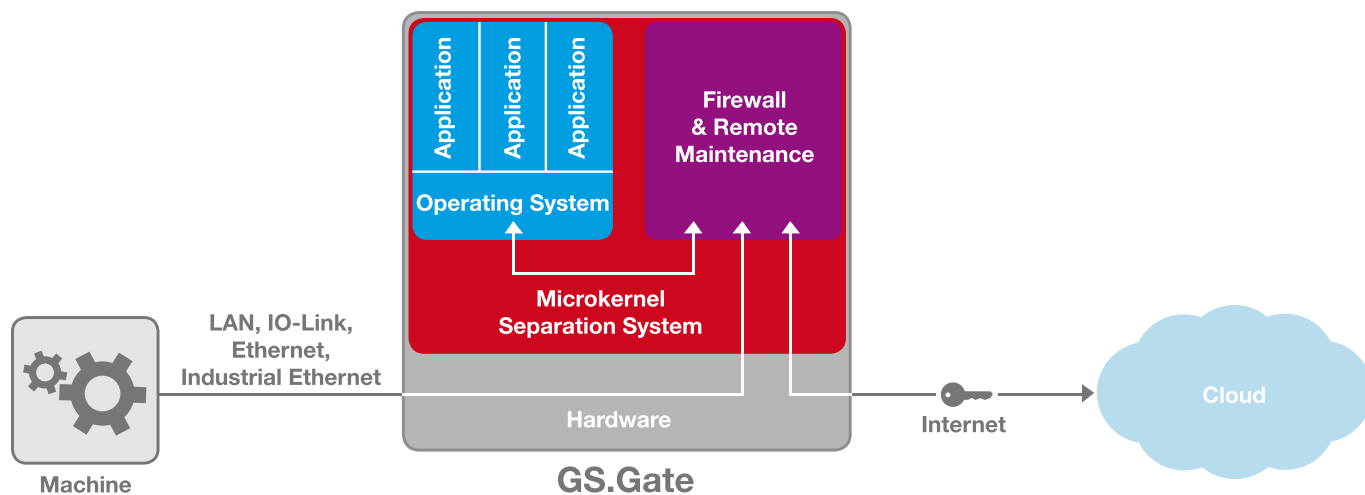 Application
Application
Application
Operating System
Firewall
& Remote
Maintenance
Microkernel
Separation System
LAN, IO-Link,
Ethernet,
Industrial Ethernet
Hardware
Machine
GS.Gate
Internet
Cloud